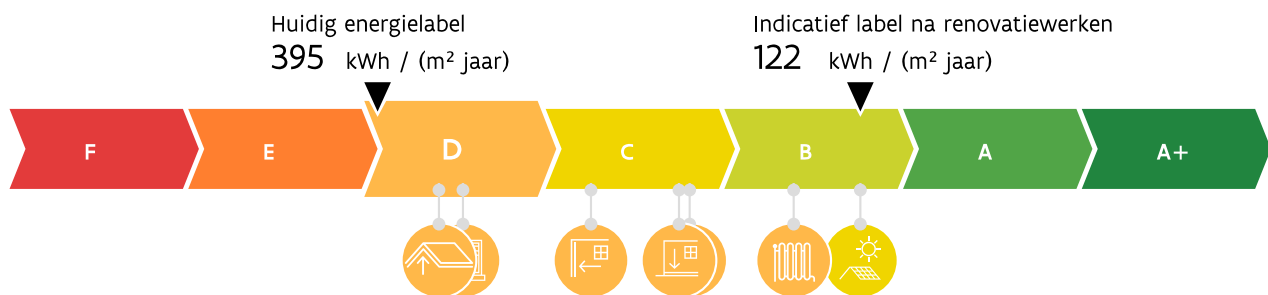 Huidig energielabel
395 kWh / (m² jaar)
Indicatief label na renovatiewerken
122 kWh / (m² jaar)
F
E
D
C
B
A
A+